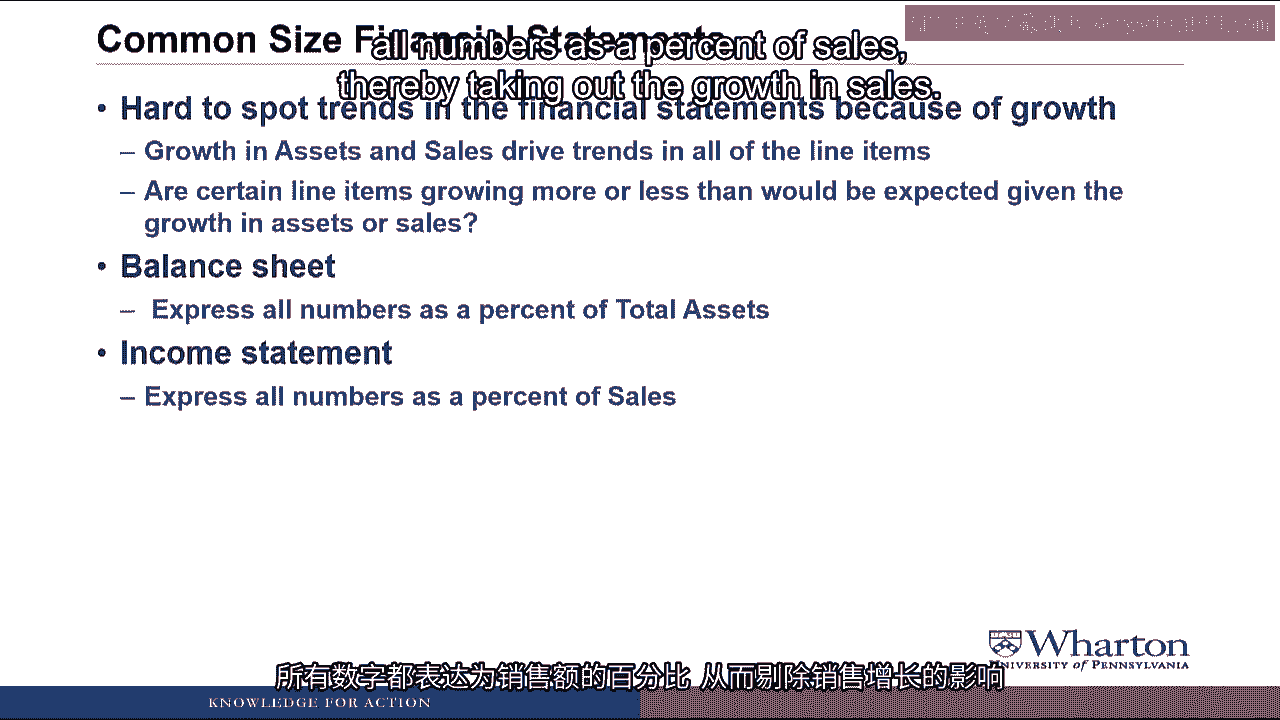 Common Size Financial Statements
all numbers as a percent of sales,
thereby taking out the growth in sales.
• Hard to spot trends in the financial statements because of growth
– Growth in Assets and Sales drive trends in all of the line items
– Are certain line items growing more or less than would be expected given the
growth in assets or sales?
• Balance sheet
– Express all numbers as a percent of Total Assets
• Income statement
– Express all numbers as a percent of Sales
Wharton
UNIVERSITY of PENNSYLVANIA
所有数字都表达为销售额的百分比 从而剔除销售增长的影响
KNOWLEDGE FOR ACTION